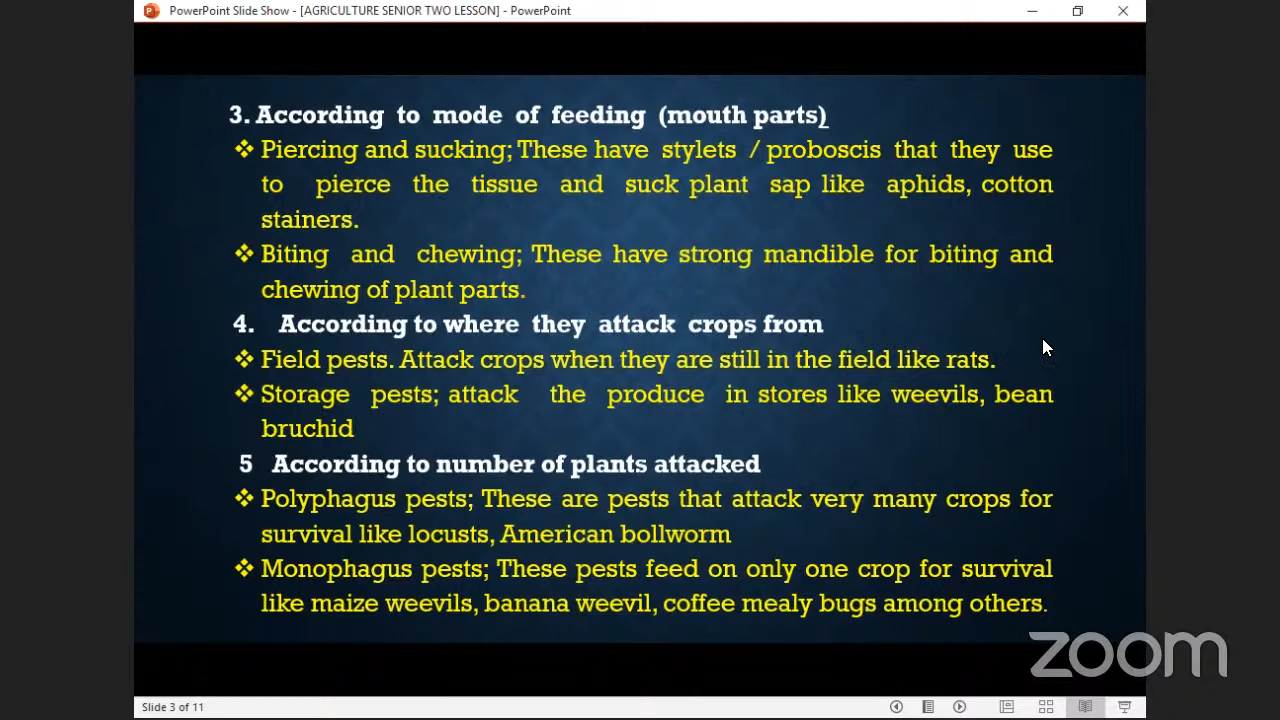 PowerPoint Slide Show - [AGRICULTURE SENIOR TWO LESSON] - PowerPoint
3. According to mode of feeding (mouth parts)
❖ Piercing and sucking; These have stylets / proboscis that they use
to pierce the tissue and suck plant sap like aphids, cotton
stainers.
❖ Biting and chewing; These have strong mandible for biting and
chewing of plant parts.
4. According to where they attack crops from
❖ Field pests. Attack crops when they are still in the field like rats.
❖ Storage pests; attack the produce in stores like weevils, bean
bruchid
5 According to number of plants attacked
❖ Polyphagus pests; These are pests that attack very many crops for
survival like locusts, American bollworm
❖ Monophagus pests; These pests feed on only one crop for survival
like maize weevils, banana weevil, coffee mealy bugs among others.
zoom
Slide 3 of 11